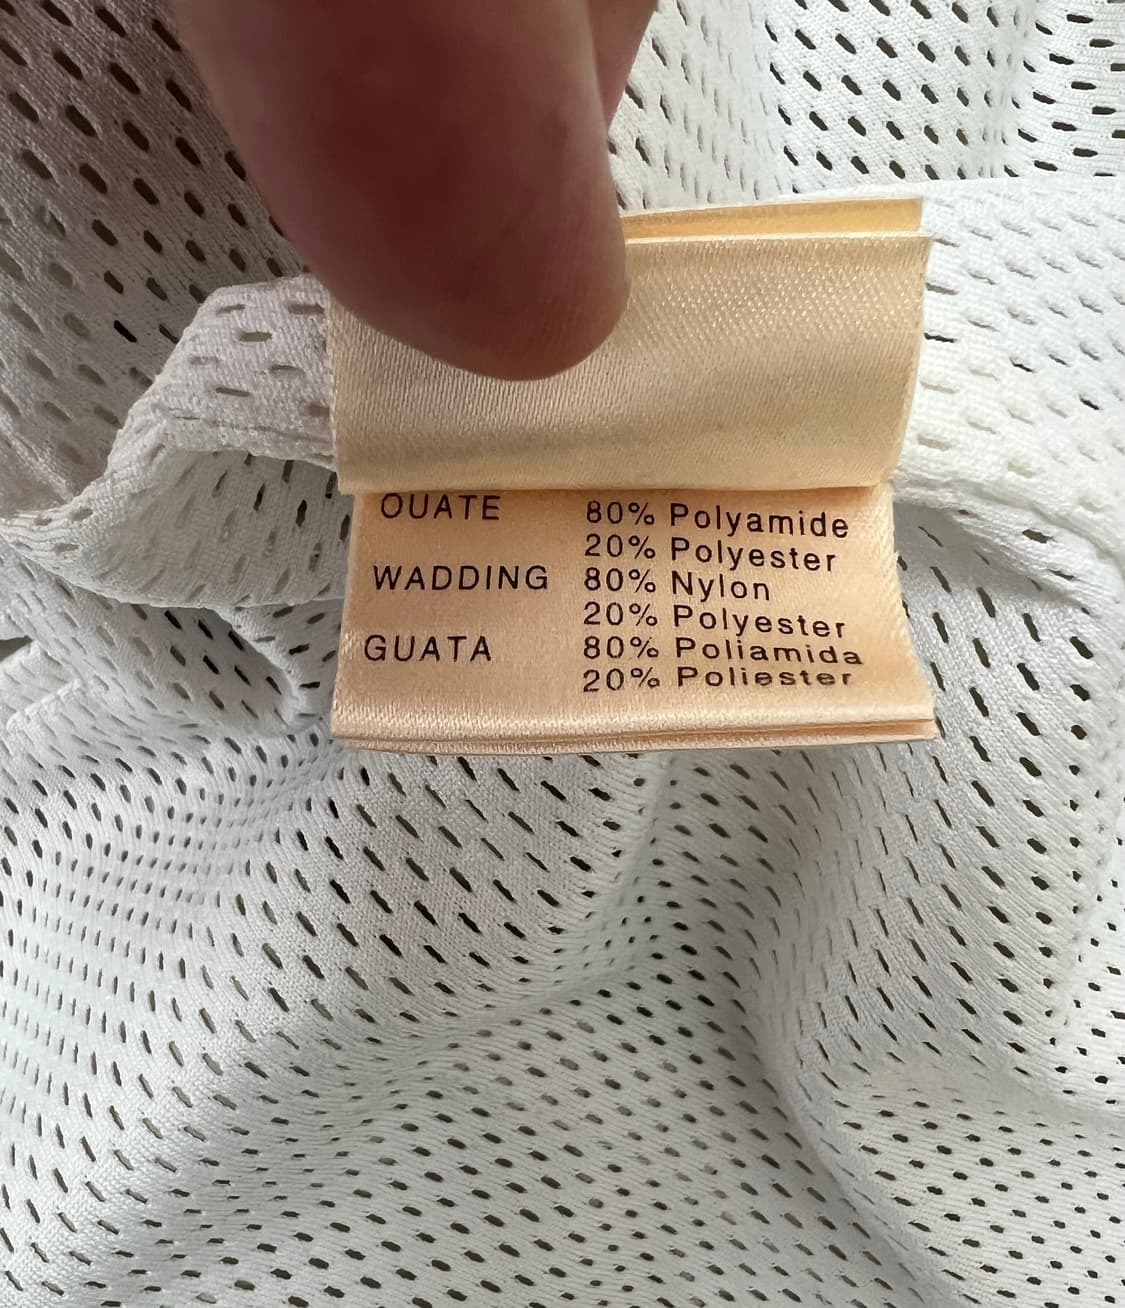 OUATE 80% Polyamide
20% Polyester
WADDING 80% Nylon
20% Polyester
GUATA 80% Poliamida
20% Poliester